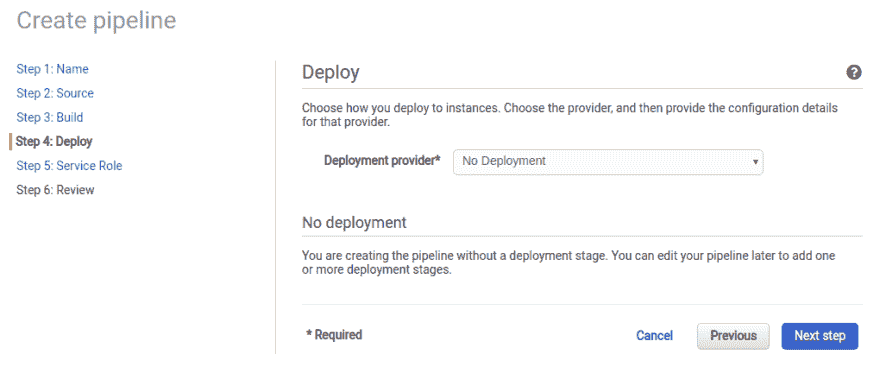 Create pipeline
Step 1: Name
Step 2: Source
Step 3: Build
Step 4: Deploy
Step 5: Service Role
Step 6: Review
Deploy
?
Choose how you deploy to instances. Choose the provider, and then provide the configuration details
for that provider.
Deployment provider* No Deployment
No deployment
You are creating the pipeline without a deployment stage. You can edit your pipeline later to add one
or more deployment stages.
* Required
Cancel Previous Next step